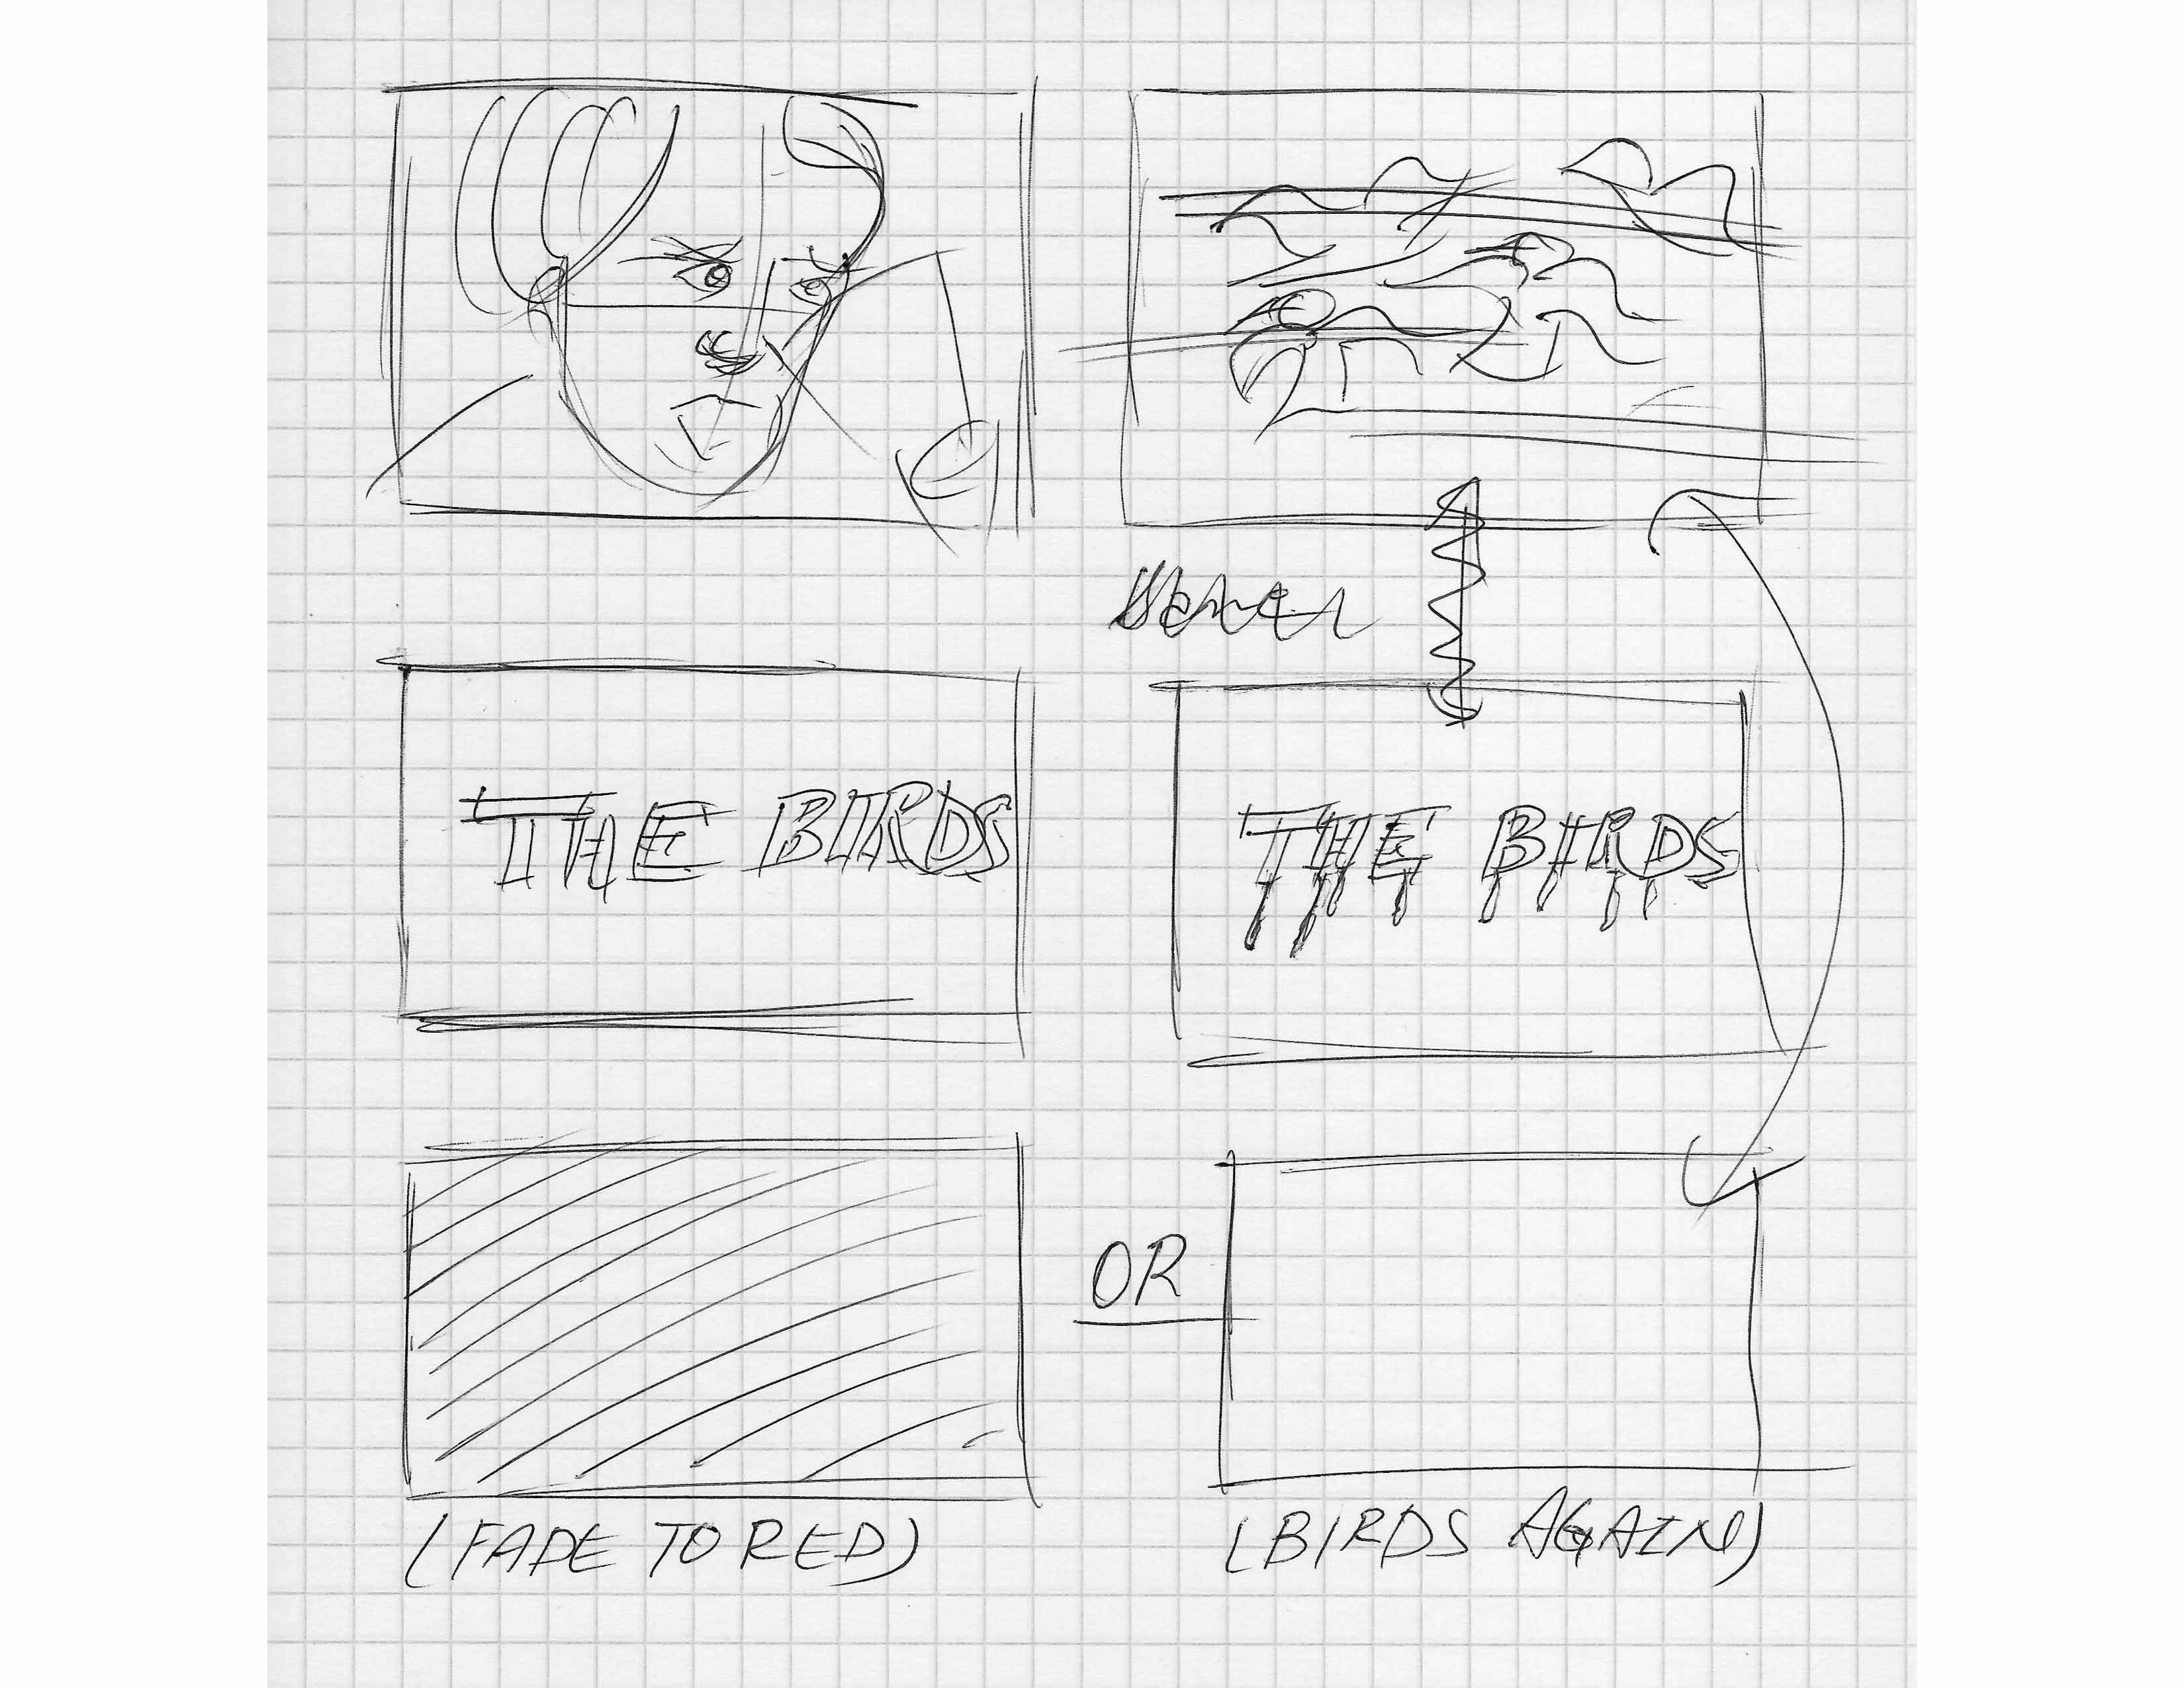 THE BIRDS
THE BIRDS
OR
(FADE TO RED)
(BIRDS AGAIN)